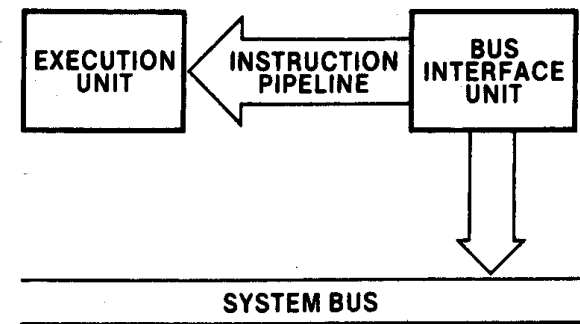 EXECUTION
UNIT
INSTRUCTION
PIPELINE
BUS
INTERFACE
UNIT
SYSTEM BUS